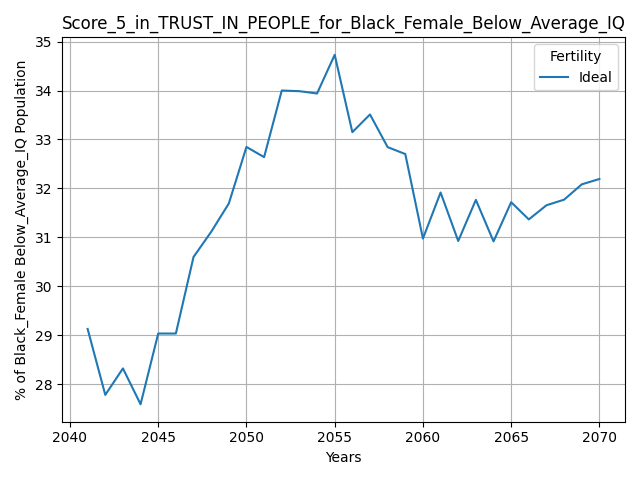 Score_5_in_TRUST_IN_PEOPLE_for_Black_Female_Below_Average_IQ
% of Black_Female Below_Average_IQ Population
35
34
33
32
31
30
29
28
Fertility
Ideal
2040 2045 2050 2055 2060 2065 2070
Years